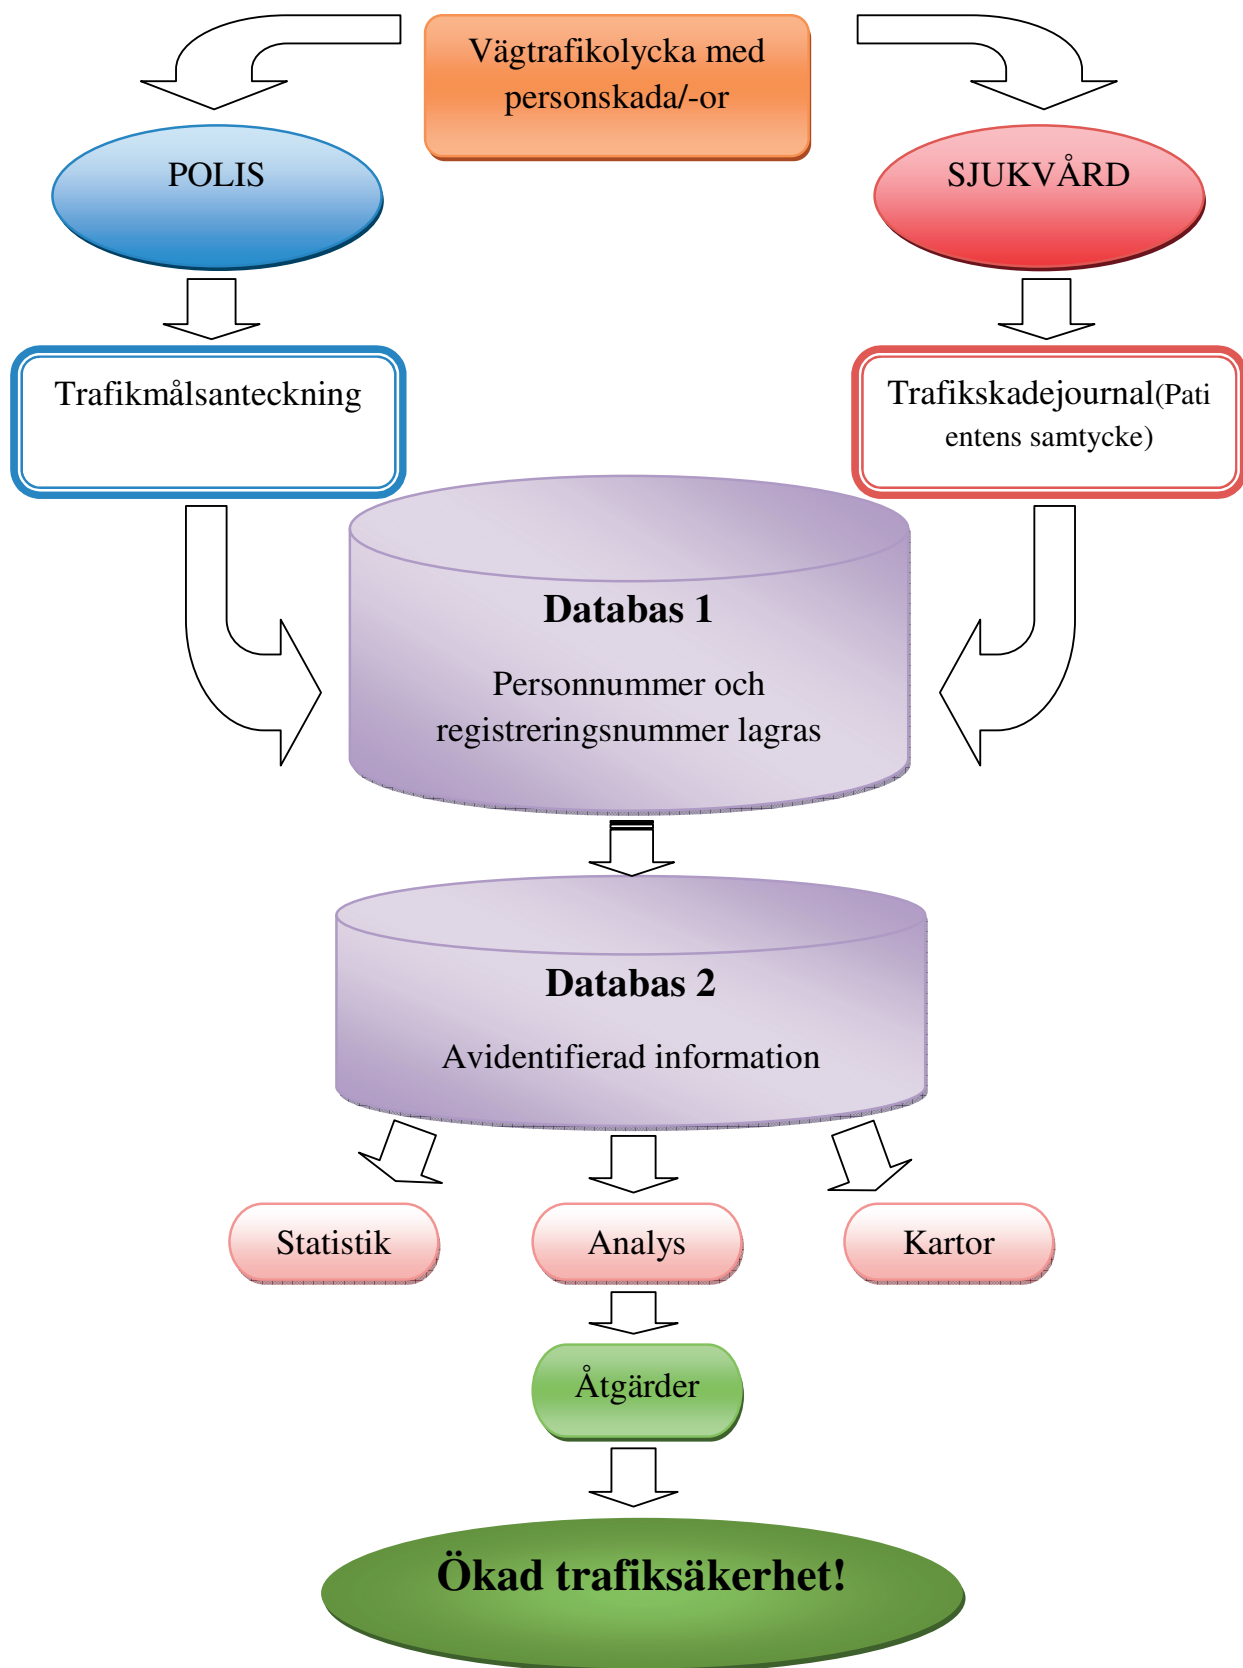 Vägtrafikolycka med
personskada/-or
POLIS
SJUKVÅRD
Trafikmålsanteckning
Trafikskadejournal(Pati
entens samtycke)
Databas 1
Personnummer och
registreringsnummer lagras
Databas 2
Avidentifierad information
Statistik
Analys
Kartor
Åtgärder
Ökad trafiksäkerhet!